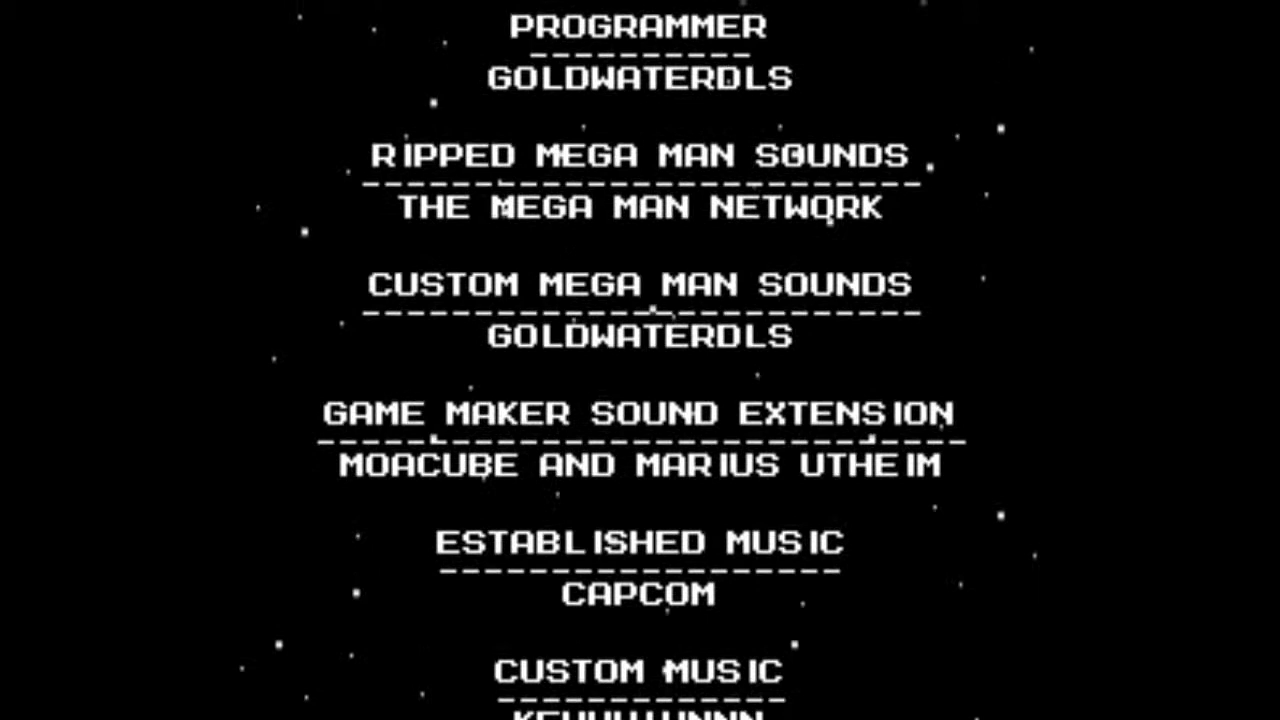 PROGRAMMER
----------
GOLDWATERDLS
RIPPED MEGA MAN SOUNDS
-------------------------
THE MEGA MAN NETWORK
CUSTOM MEGA MAN SOUNDS
-------------------------
GOLDWATERDLS
GAME MAKER SOUND EXTENSION
-----------------------------
MOACUBE AND MARIUS UTHEIM
ESTABLISHED MUSIC
------------------
CAPCOM
CUSTOM MUSIC
-------------